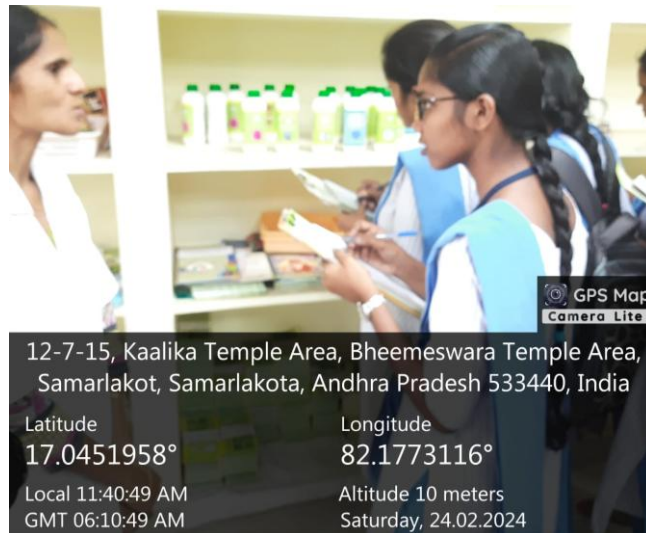 GPS Map
Camera Lite
12-7-15, Kaalika Temple Area, Bheemeswara Temple Area,
Samarlakot, Samarlakota, Andhra Pradesh 533440, India
Latitude
17.0451958°
Longitude
82.1773116°
Local 11:40:49 AM
GMT 06:10:49 AM
Altitude 10 meters
Saturday, 24.02.2024